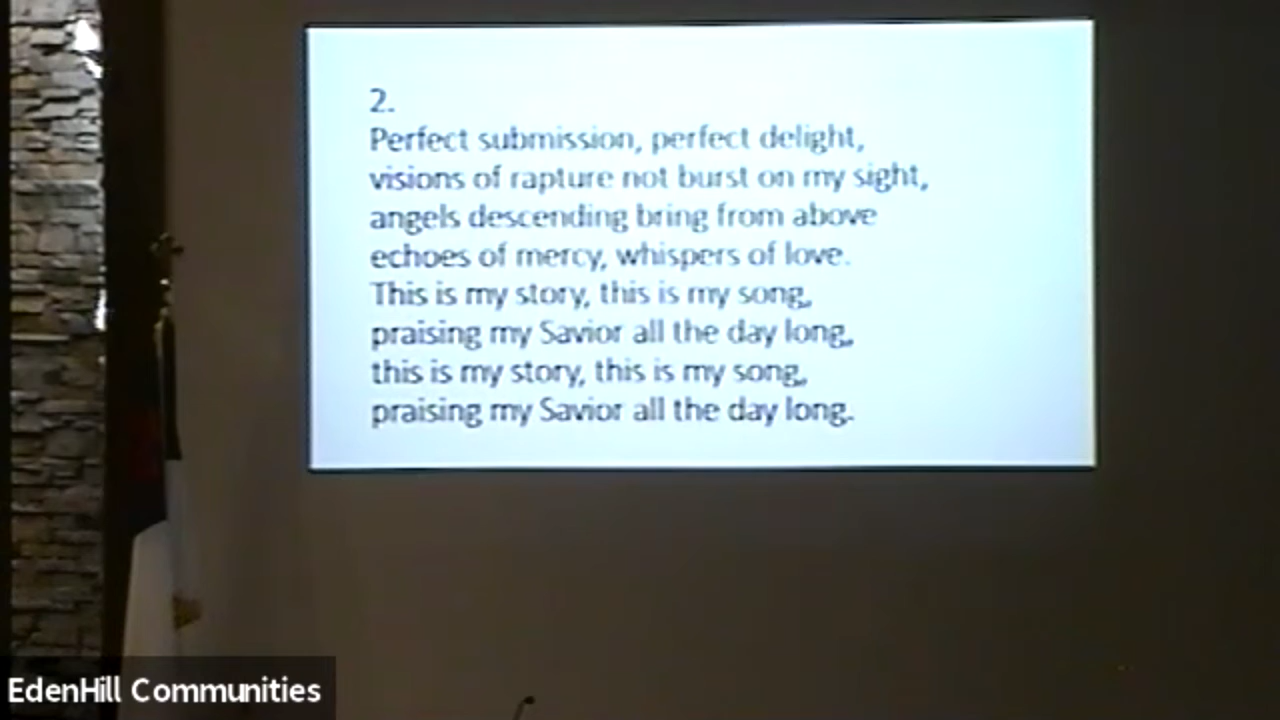 2.
Perfect submission, perfect delight,
visions of rapture not burst on my sight,
angels descending bring from above
echoes of mercy, whispers of love.
This is my story, this is my song,
praising my Savior all the day long,
this is my story, this is my song,
praising my Savior all the day long.
EdenHill Communities